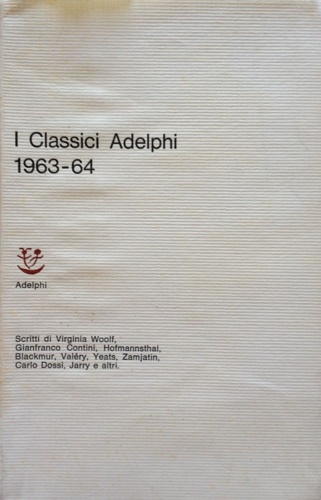 I Classici Adelphi
1963-64
Adelphi
Scritti di Virginia Woolf,
Gianfranco Contini, Hofmannsthal,
Blackmur, Valéry, Yeats, Zamjatin,
Carlo Dossi, Jarry e altri.